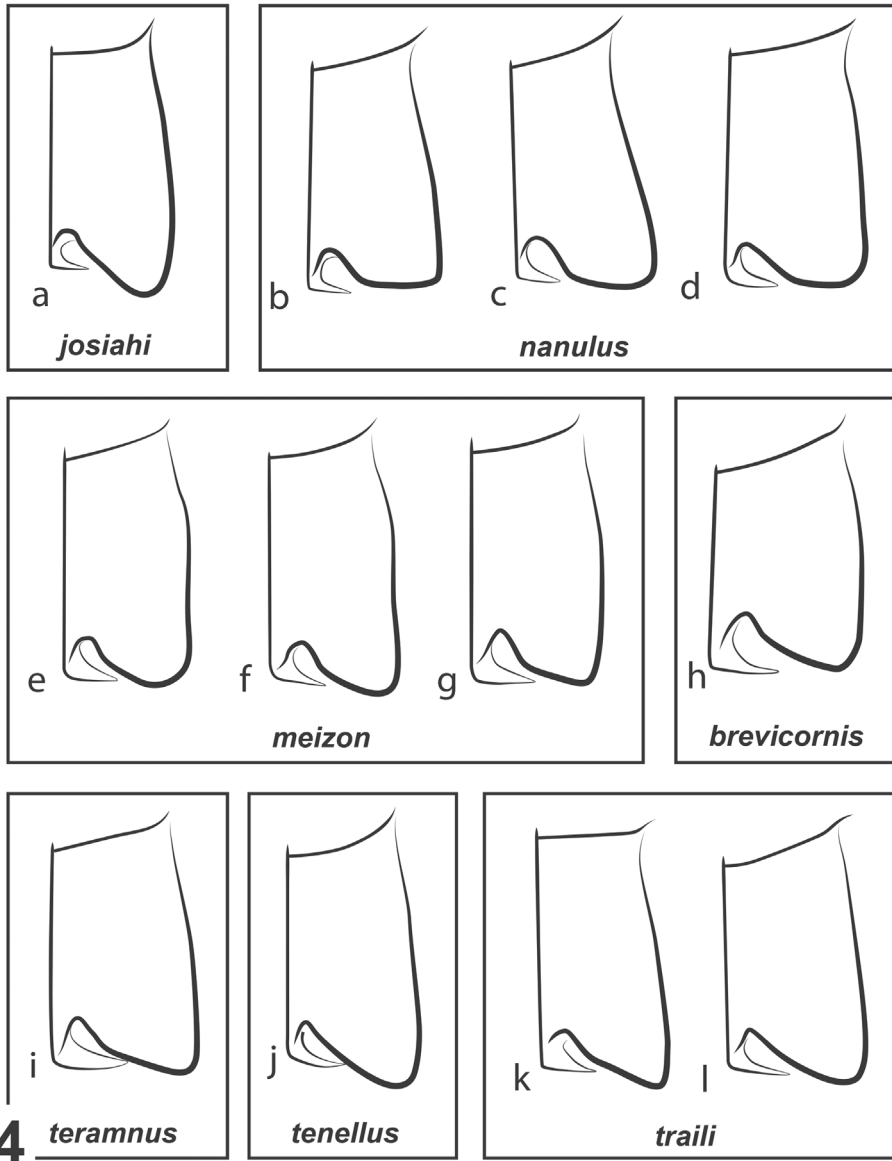 a
josiahi
b
c
d
nanulus
e
f
g
meizon
h
brevicornis
i
teramnus
j
tenellus
k
l
traili
4